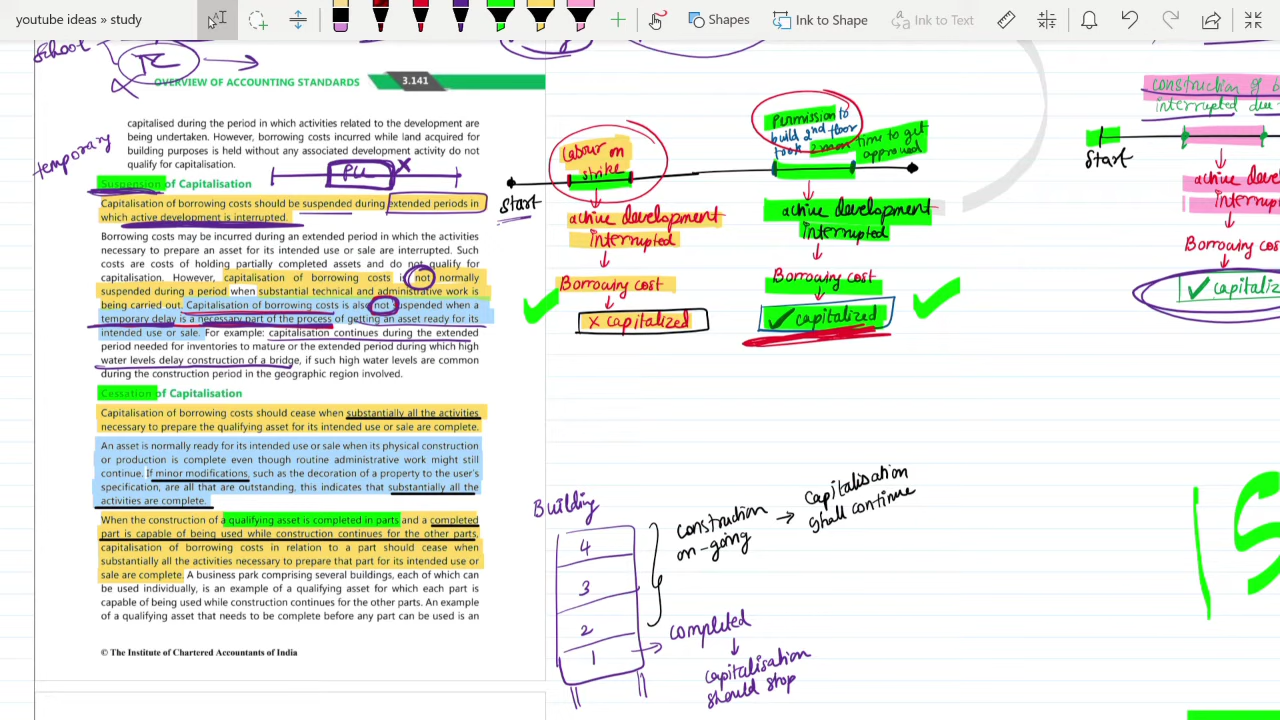 youtube ideas » study
Shapes
Ink to Shape
Ink to Text
School
TC
OVERVIEW OF ACCOUNTING STANDARDS
3.141
capitalised during the period in which activities related to the development are
being undertaken. However, borrowing costs incurred while land acquired for
building purposes is held without any associated development activity do not
qualify for capitalisation.
temporary
Suspension of Capitalisation
Capitalisation of borrowing costs should be suspended during extended periods in
which active development is interrupted.
Borrowing costs may be incurred during an extended period in which the activities
necessary to prepare an asset for its intended use or sale are interrupted. Such
costs are costs of holding partially completed assets and do not qualify for
capitalisation. However, capitalisation of borrowing costs is not normally
suspended during a period when substantial technical and administrative work is
being carried out. Capitalisation of borrowing costs is also not suspended when a
temporary delay is a necessary part of the process of getting an asset ready for its
intended use or sale. For example: capitalisation continues during the extended
period needed for inventories to mature or the extended period during which high
water levels delay construction of a bridge, if such high water levels are common
during the construction period in the geographic region involved.
Cessation of Capitalisation
Capitalisation of borrowing costs should cease when substantially all the activities
necessary to prepare the qualifying asset for its intended use or sale are complete.
An asset is normally ready for its intended use or sale when its physical construction
or production is complete even though routine administrative work might still
continue. If minor modifications, such as the decoration of a property to the user's
specification, are all that are outstanding, this indicates that substantially all the
activities are complete.
When the construction of a qualifying asset is completed in parts and a completed
part is capable of being used while construction continues for the other parts,
capitalisation of borrowing costs in relation to a part should cease when
substantially all the activities necessary to prepare that part for its intended use or
sale are complete. A business park comprising several buildings, each of which can
be used individually, is an example of a qualifying asset for which each part is
capable of being used while construction continues for the other parts. An example
of a qualifying asset that needs to be complete before any part can be used is an
© The Institute of Chartered Accountants of India
start
Labour on
strike
active development
interrupted
Borrowing cost
X capitalized
Permission to
build 2nd floor
took
time to get
approved
active development
interrupted
Borrowing cost
✓ capitalized
construction of b
interrupted due
start
active devel
interrupted
Borrowing cos
✓ capitaliz
Building
4
3
2
1
construction
on-going
→ Capitalisation
shall continue
completed
capitalisation
should stop